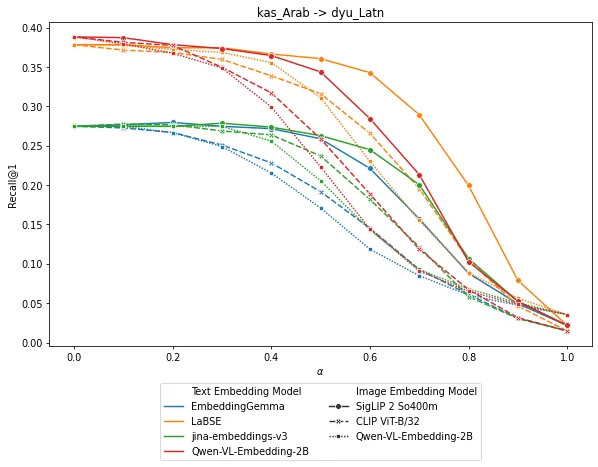 kas_Arab -> dyu_Latn
Recall@1
0.40
0.35
0.30
0.25
0.20
0.15
0.10
0.05
0.00
0.0 0.2 0.4 0.6 0.8 1.0
α
Text Embedding Model Image Embedding Model
EmbeddingGemma SigLIP 2 So400m
LaBSE CLIP ViT-B/32
jina-embeddings-v3 Qwen-VL-Embedding-2B
Qwen-VL-Embedding-2B